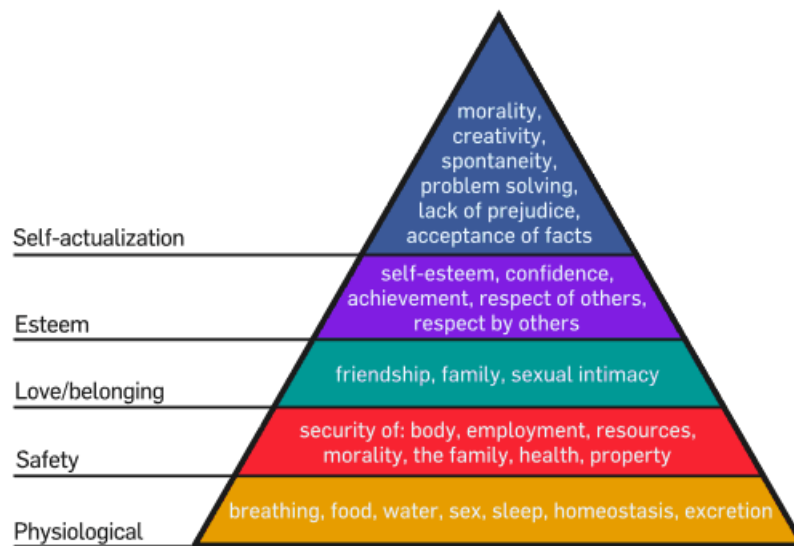 morality,
creativity,
spontaneity,
problem solving,
lack of prejudice,
acceptance of facts
Self-actualization
self-esteem, confidence,
achievement, respect of others,
respect by others
Esteem
friendship, family, sexual intimacy
Love/belonging
security of: body, employment, resources,
morality, the family, health, property
Safety
breathing, food, water, sex, sleep, homeostasis, excretion
Physiological